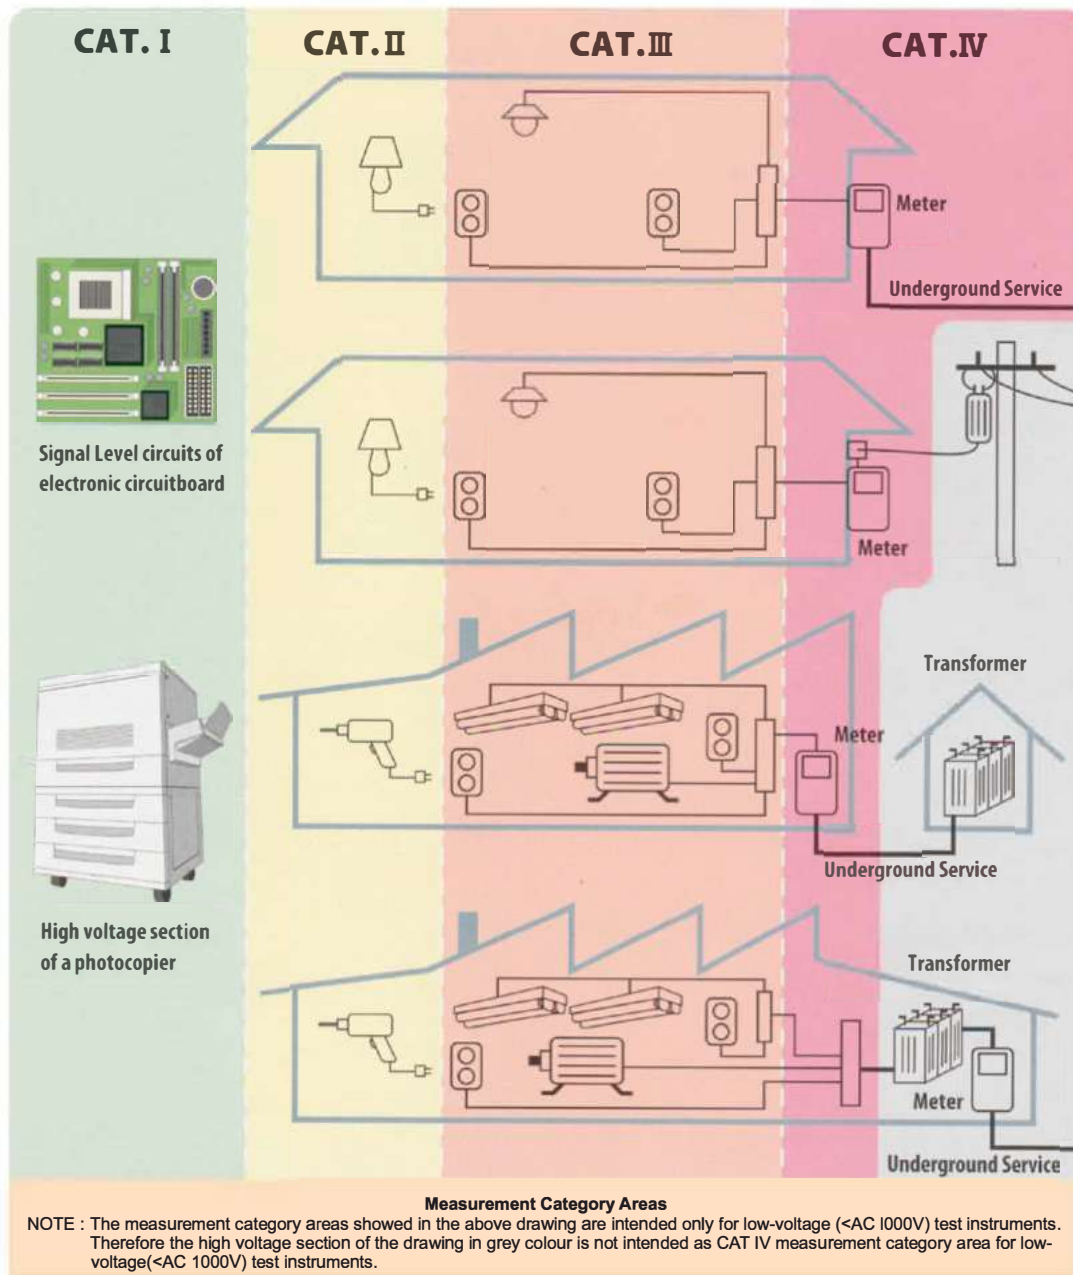 CAT. I
CAT. II
CAT. III
CAT. IV
Meter
Underground Service
Signal Level circuits of
electronic circuitboard
Meter
Transformer
Meter
Underground Service
High voltage section
of a photocopier
Transformer
Meter
Underground Service
Measurement Category Areas
NOTE : The measurement category areas showed in the above drawing are intended only for low-voltage (<AC I000V) test instruments.
Therefore the high voltage section of the drawing in grey colour is not intended as CAT IV measurement category area for low-
voltage(<AC 1000V) test instruments.